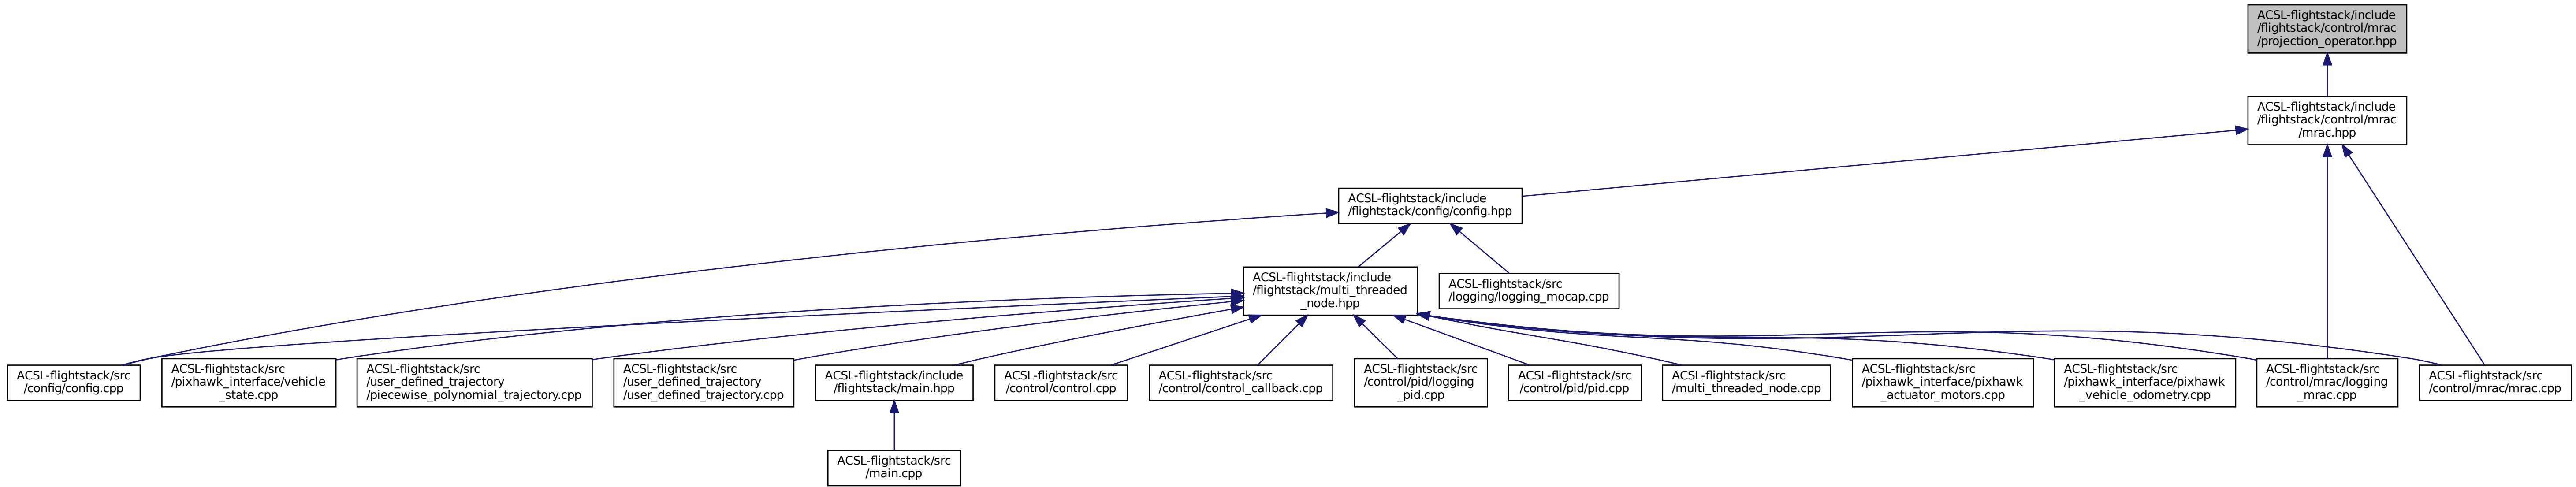 ACSL-flightstack/include
/flightstack/control/mrac
/projection_operator.hpp
ACSL-flightstack/include
/flightstack/control/mrac
/mrac.hpp
ACSL-flightstack/include
/flightstack/config/config.hpp
ACSL-flightstack/include
/flightstack/multi_threaded
_node.hpp
ACSL-flightstack/src
/logging/logging_mocap.cpp
ACSL-flightstack/src
/config/config.cpp
ACSL-flightstack/src
/pixhawk_interface/vehicle
_state.cpp
ACSL-flightstack/src
/user_defined_trajectory
/piecewise_polynomial_trajectory.cpp
ACSL-flightstack/src
/user_defined_trajectory
/user_defined_trajectory.cpp
ACSL-flightstack/include
/flightstack/main.hpp
ACSL-flightstack/src
/control/control.cpp
ACSL-flightstack/src
/control/control_callback.cpp
ACSL-flightstack/src
/control/pid/logging
_pid.cpp
ACSL-flightstack/src
/control/pid/pid.cpp
ACSL-flightstack/src
/multi_threaded_node.cpp
ACSL-flightstack/src
/pixhawk_interface/pixhawk
_actuator_motors.cpp
ACSL-flightstack/src
/pixhawk_interface/pixhawk
_vehicle_odometry.cpp
ACSL-flightstack/src
/control/mrac/logging
_mrac.cpp
ACSL-flightstack/src
/control/mrac/mrac.cpp
ACSL-flightstack/src
/main.cpp